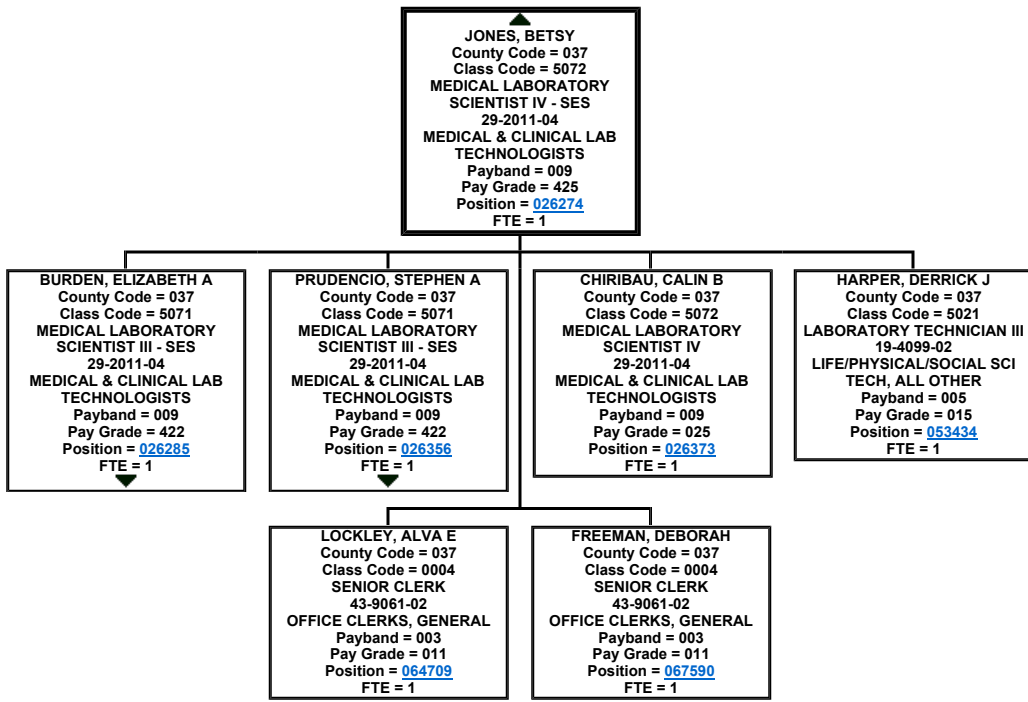 JONES, BETSY
County Code = 037
Class Code = 5072
MEDICAL LABORATORY
SCIENTIST IV - SES
29-2011-04
MEDICAL & CLINICAL LAB
TECHNOLOGISTS
Payband = 009
Pay Grade = 425
Position = 026274
FTE = 1
BURDEN, ELIZABETH A
County Code = 037
Class Code = 5071
MEDICAL LABORATORY
SCIENTIST III - SES
29-2011-04
MEDICAL & CLINICAL LAB
TECHNOLOGISTS
Payband = 009
Pay Grade = 422
Position = 026285
FTE = 1
PRUDENCIO, STEPHEN A
County Code = 037
Class Code = 5071
MEDICAL LABORATORY
SCIENTIST III - SES
29-2011-04
MEDICAL & CLINICAL LAB
TECHNOLOGISTS
Payband = 009
Pay Grade = 422
Position = 026356
FTE = 1
CHIRIBAU, CALIN B
County Code = 037
Class Code = 5072
MEDICAL LABORATORY
SCIENTIST IV
29-2011-04
MEDICAL & CLINICAL LAB
TECHNOLOGISTS
Payband = 009
Pay Grade = 025
Position = 026373
FTE = 1
HARPER, DERRICK J
County Code = 037
Class Code = 5021
LABORATORY TECHNICIAN III
19-4099-02
LIFE/PHYSICAL/SOCIAL SCI
TECH, ALL OTHER
Payband = 005
Pay Grade = 015
Position = 053434
FTE = 1
LOCKLEY, ALVA E
County Code = 037
Class Code = 0004
SENIOR CLERK
43-9061-02
OFFICE CLERKS, GENERAL
Payband = 003
Pay Grade = 011
Position = 064709
FTE = 1
FREEMAN, DEBORAH
County Code = 037
Class Code = 0004
SENIOR CLERK
43-9061-02
OFFICE CLERKS, GENERAL
Payband = 003
Pay Grade = 011
Position = 067590
FTE = 1